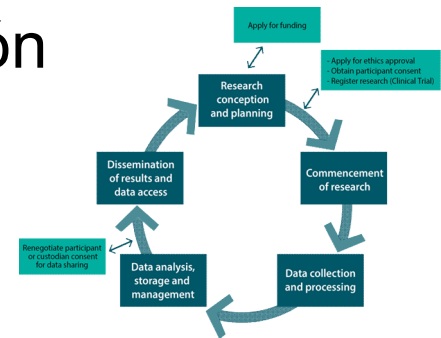 ón
Apply for funding
- Apply for ethics approval
- Obtain participant consent
- Register research (Clinical Trial)
Research
conception
and planning
Commencement
of research
Data collection
and processing
Data analysis,
storage and
management
Renegotiate participant
or custodian consent
for data sharing
Dissemination
of results and
data access